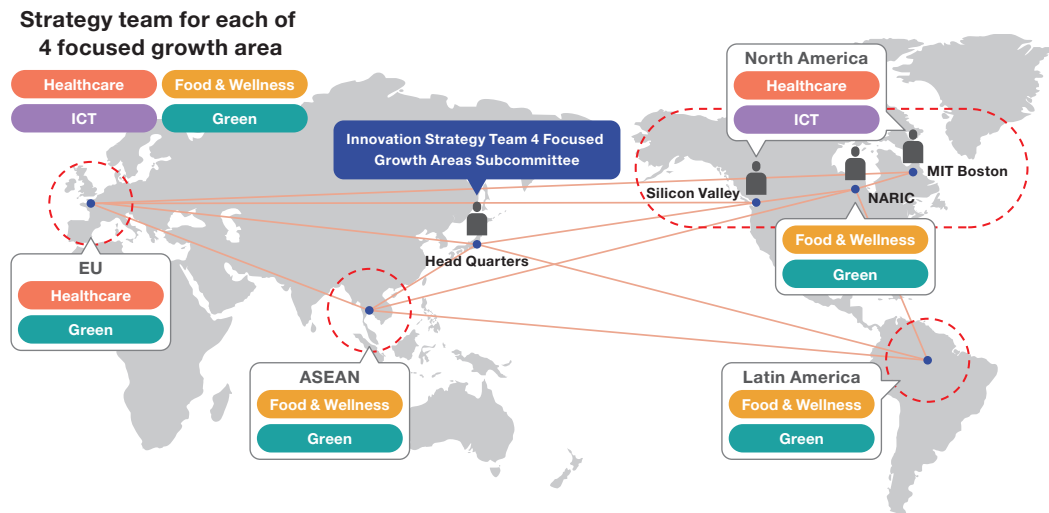 Strategy team for each of
4 focused growth area
Healthcare
Food & Wellness
ICT
Green
Innovation Strategy Team 4 Focused
Growth Areas Subcommittee
North America
Healthcare
ICT
MIT Boston
Silicon Valley
NARIC
Food & Wellness
Green
Head Quarters
EU
Healthcare
Green
ASEAN
Food & Wellness
Green
Latin America
Food & Wellness
Green